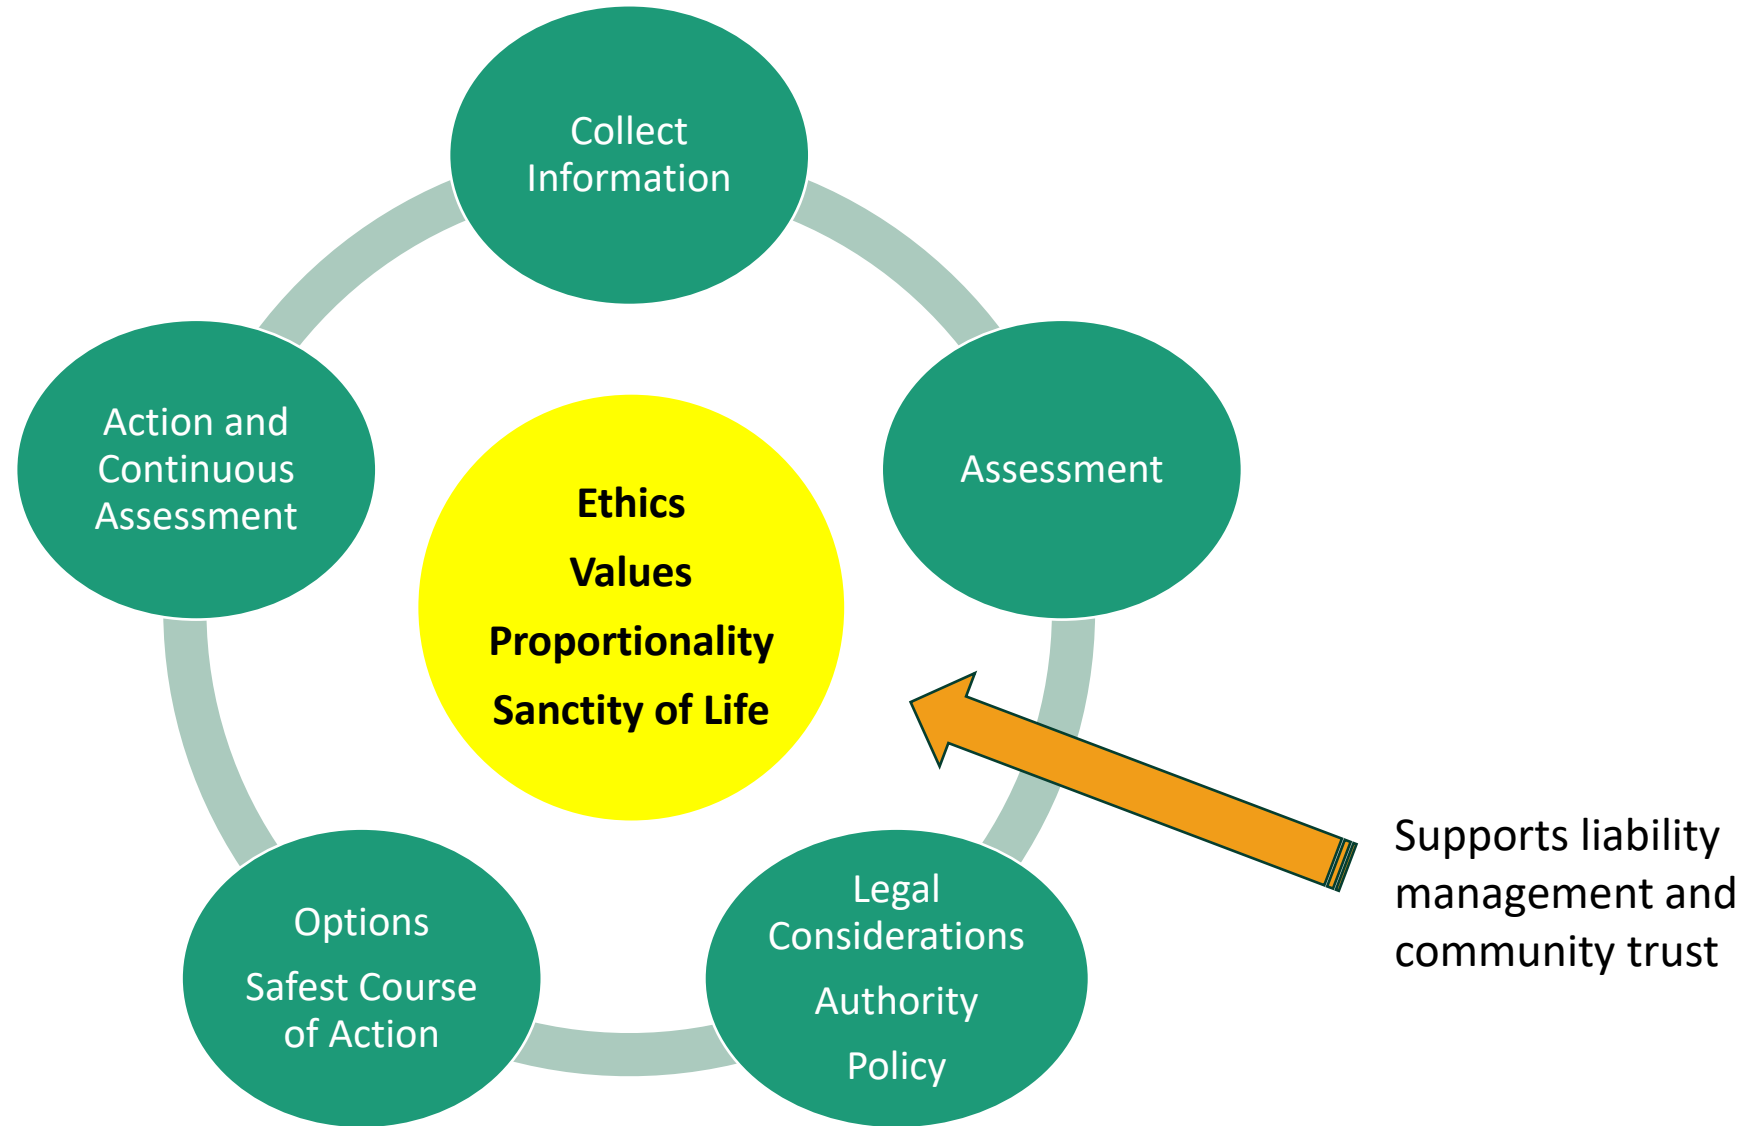 Collect
Information
Assessment
Action and
Continuous
Assessment
Ethics
Values
Proportionality
Sanctity of Life
Legal
Considerations
Authority
Policy
Options
Safest Course
of Action
Supports liability
management and
community trust